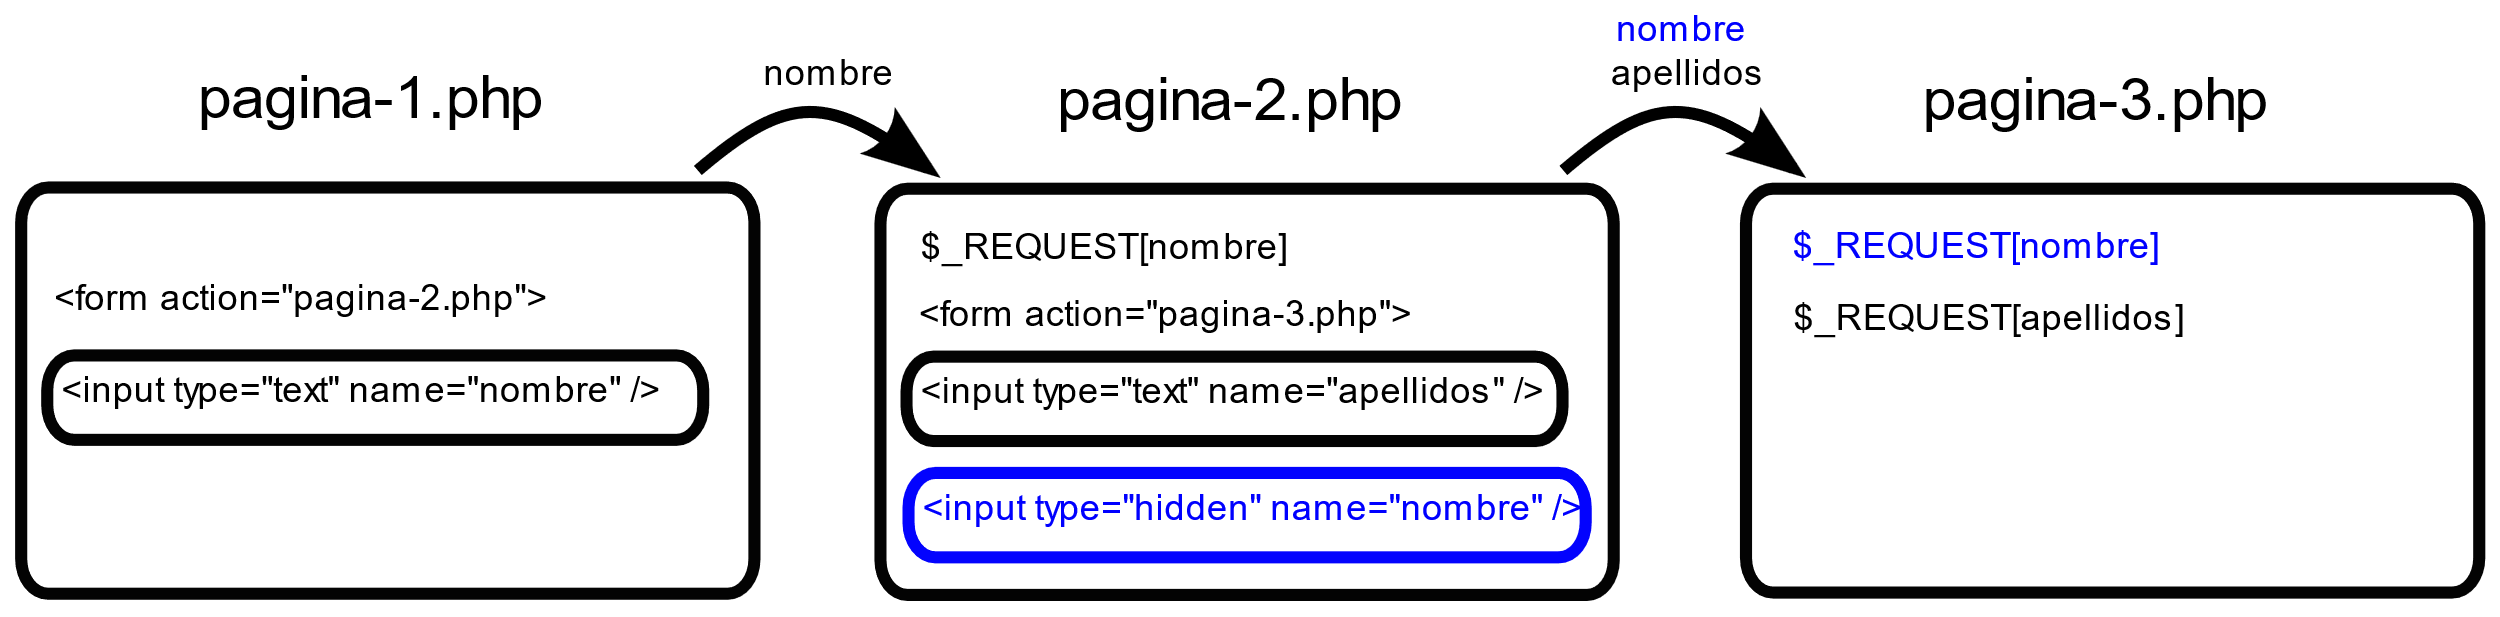 pagina-1.php
<form action="pagina-2.php">
<input type="text" name="nombre" />
nombre
pagina-2.php
$_REQUEST[nombre]
<form action="pagina-3.php">
<input type="text" name="apellidos" />
<input type="hidden" name="nombre" />
nombre
apellidos
pagina-3.php
$_REQUEST[nombre]
$_REQUEST[apellidos]